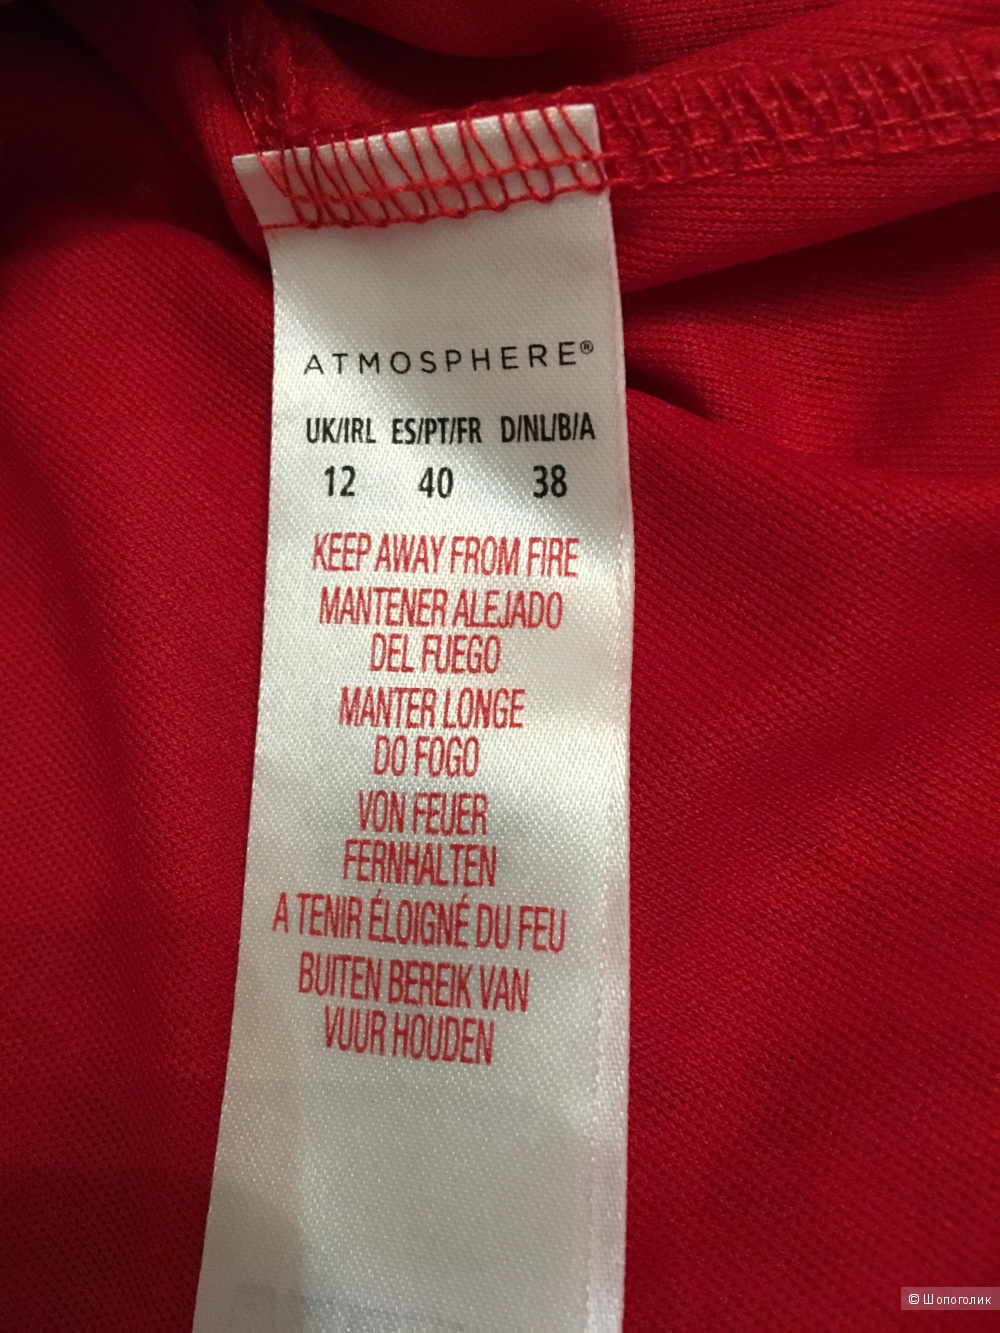 ATMOSPHERE®
UK/IRL ES/PT/FR D/NL/B/A
12 40 38
KEEP AWAY FROM FIRE
MANTENER ALEJADO
DEL FUEGO
MANTER LONGE
DO FOGO
VON FEUER
FERNHALTEN
A TENIR ÉLOIGNÉ DU FEU
BUITEN BEREIK VAN
VUUR HOUDEN
© Шопоголик